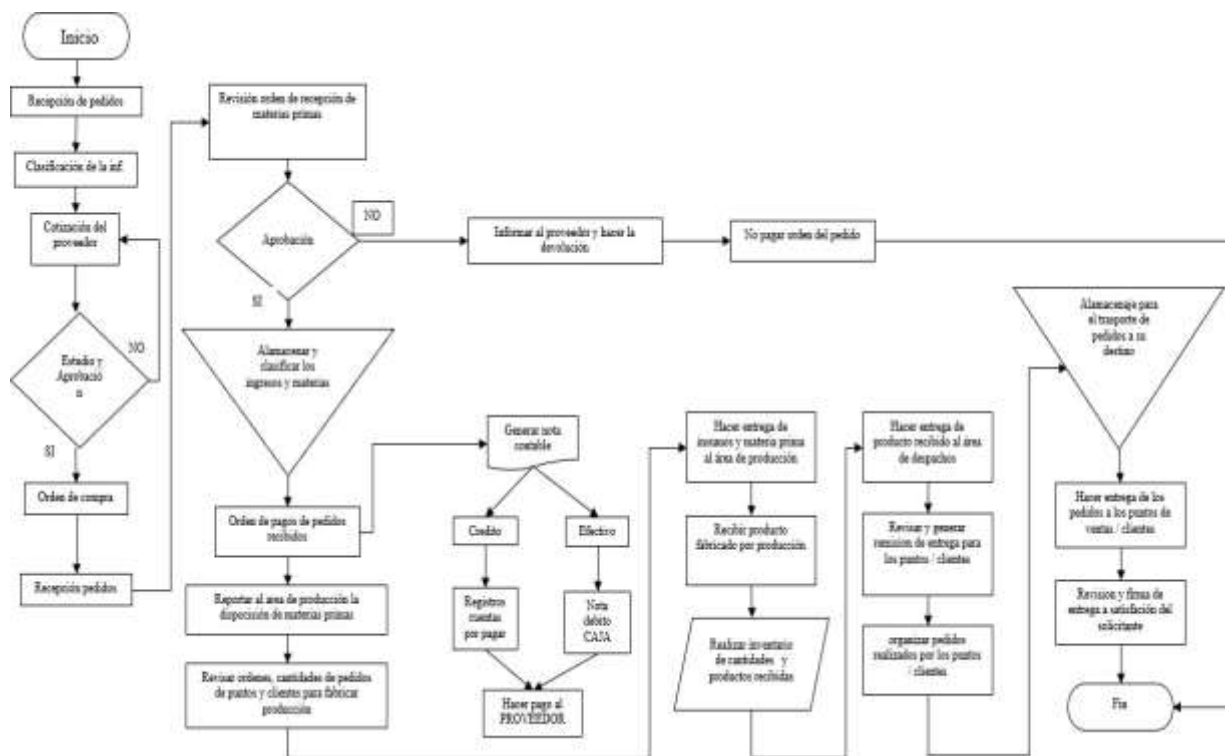 Inicio
Recepción de pedidos
Clasificación de la inf.
Cotización del
proveedor
Estudio y
Aprobació
n
NO
SI
Orden de compra
Recepción pedidos
Revisión orden de recepción de
materias primas
Aprobación
NO
SI
Informar al proveedor y hacer la
devolución
No pagar orden del pedido
Alamacenar y
clasificar los
ingresos y materias
Orden de pagos de pedidos
recibidos
Reportar al area de producción la
disposición de materias primas
Revisar ordenes, cantidades de pedidos
de puntos y clientes para fabricar
producción
Generar nota
contable
Credito
Efectivo
Registros
cuentas
por pagar
Nota
debito
CAJA
Hacer pago al
PROVEEDOR
Hacer entrega de
insumos y materia prima
al área de producción.
Recibir producto
fabricado por producción
Realizar inventario
de cantidades y
productos recibidas
Hacer entrega de
producto recibido al área
de despachos
Revisar y generar
remision de entrega para
los puntos / clientes
organizar pedidos
realizados por los puntos
/ clientes
Alamacenaje para
el trasporte de
pedidos a su
destino
Hacer entrega de los
pedidos a los puntos de
ventas / clientes
Revision y firma de
entrega a satisfación del
solicitante
Fin